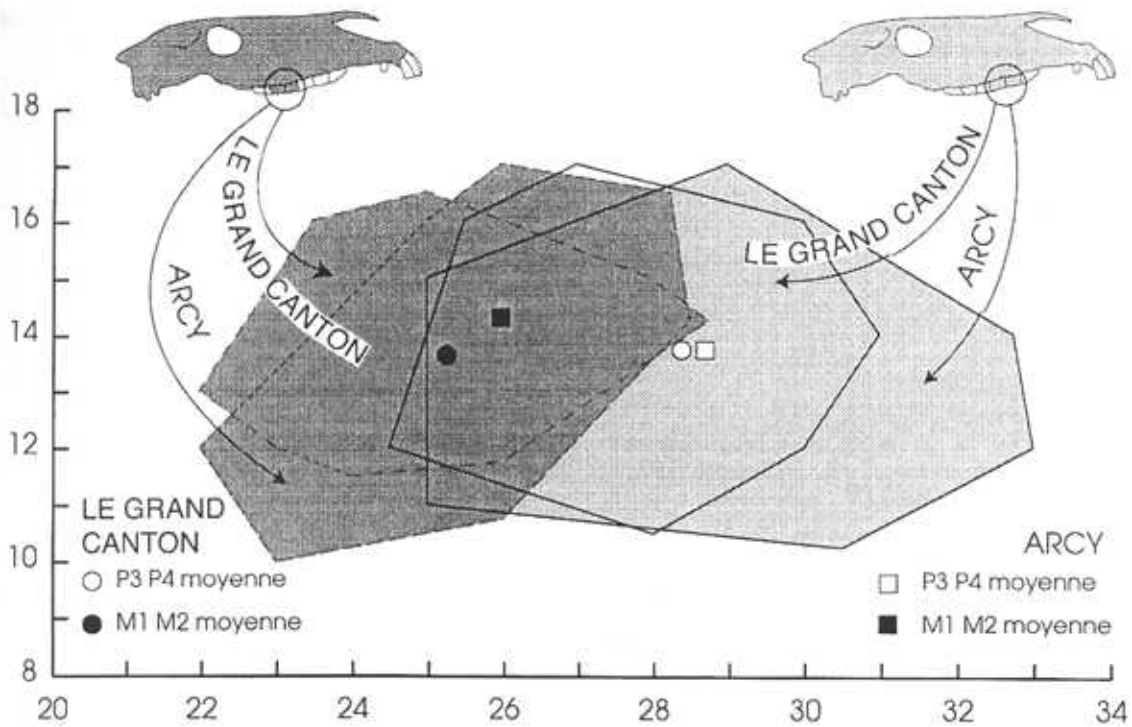 LE GRAND CANTON
ARCY
LE GRAND CANTON
ARCY
18
16
14
12
10
8
LE GRAND
CANTON
P3 P4 moyenne
M1 M2 moyenne
ARCY
P3 P4 moyenne
M1 M2 moyenne
20 22 24 26 28 30 32 34